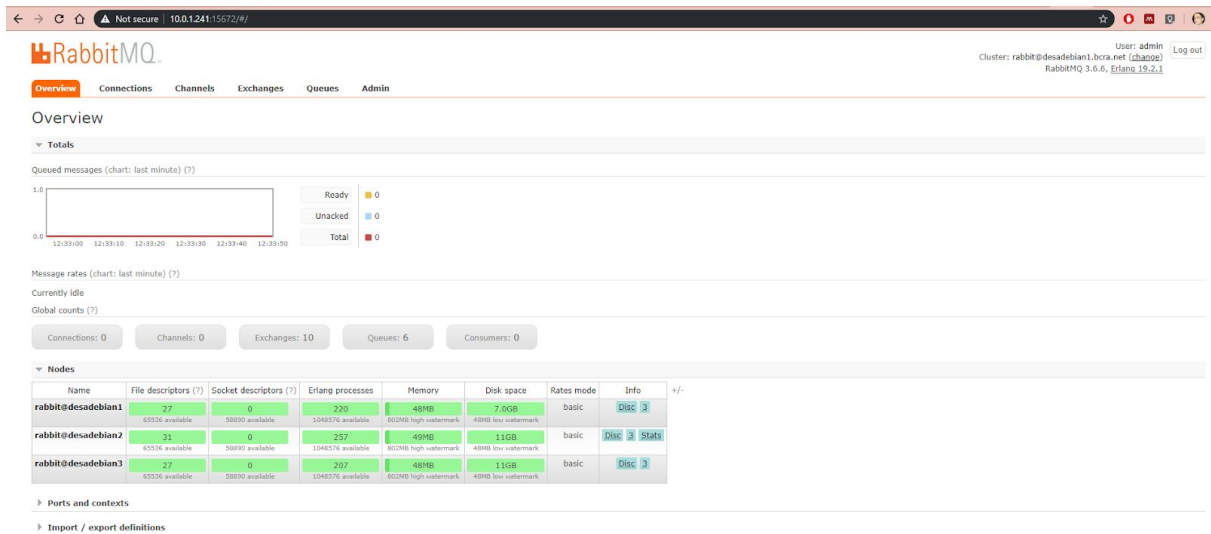 Not secure | 10.0.1.241:15672/#/
RabbitMQ
User: admin
Log out
Cluster: rabbit@desadebian1.bcra.net (change)
RabbitMQ 3.6.6, Erlang 19.2.1
Overview Connections Channels Exchanges Queues Admin
Overview
Totals
Queued messages (chart: last minute) (?)
1.0
0.0
12:33:00 12:33:10 12:33:20 12:33:30 12:33:40 12:33:50
Ready 0
Unacked 0
Total 0
Message rates (chart: last minute) (?)
Currently idle
Global counts (?)
Connections: 0 Channels: 0 Exchanges: 10 Queues: 6 Consumers: 0
Nodes
Name File descriptors (?) Socket descriptors (?) Erlang processes Memory Disk space Rates mode Info +/-
rabbit@desadebian1 27 0 220 48MB 7.0GB basic Disc 3
65536 available 58890 available 1048576 available 802MB high watermark 48MB low watermark
rabbit@desadebian2 31 0 257 49MB 11GB basic Disc 3 Stats
65536 available 58890 available 1048576 available 802MB high watermark 48MB low watermark
rabbit@desadebian3 27 0 207 48MB 11GB basic Disc 3
65536 available 58890 available 1048576 available 802MB high watermark 48MB low watermark
Ports and contexts
Import / export definitions